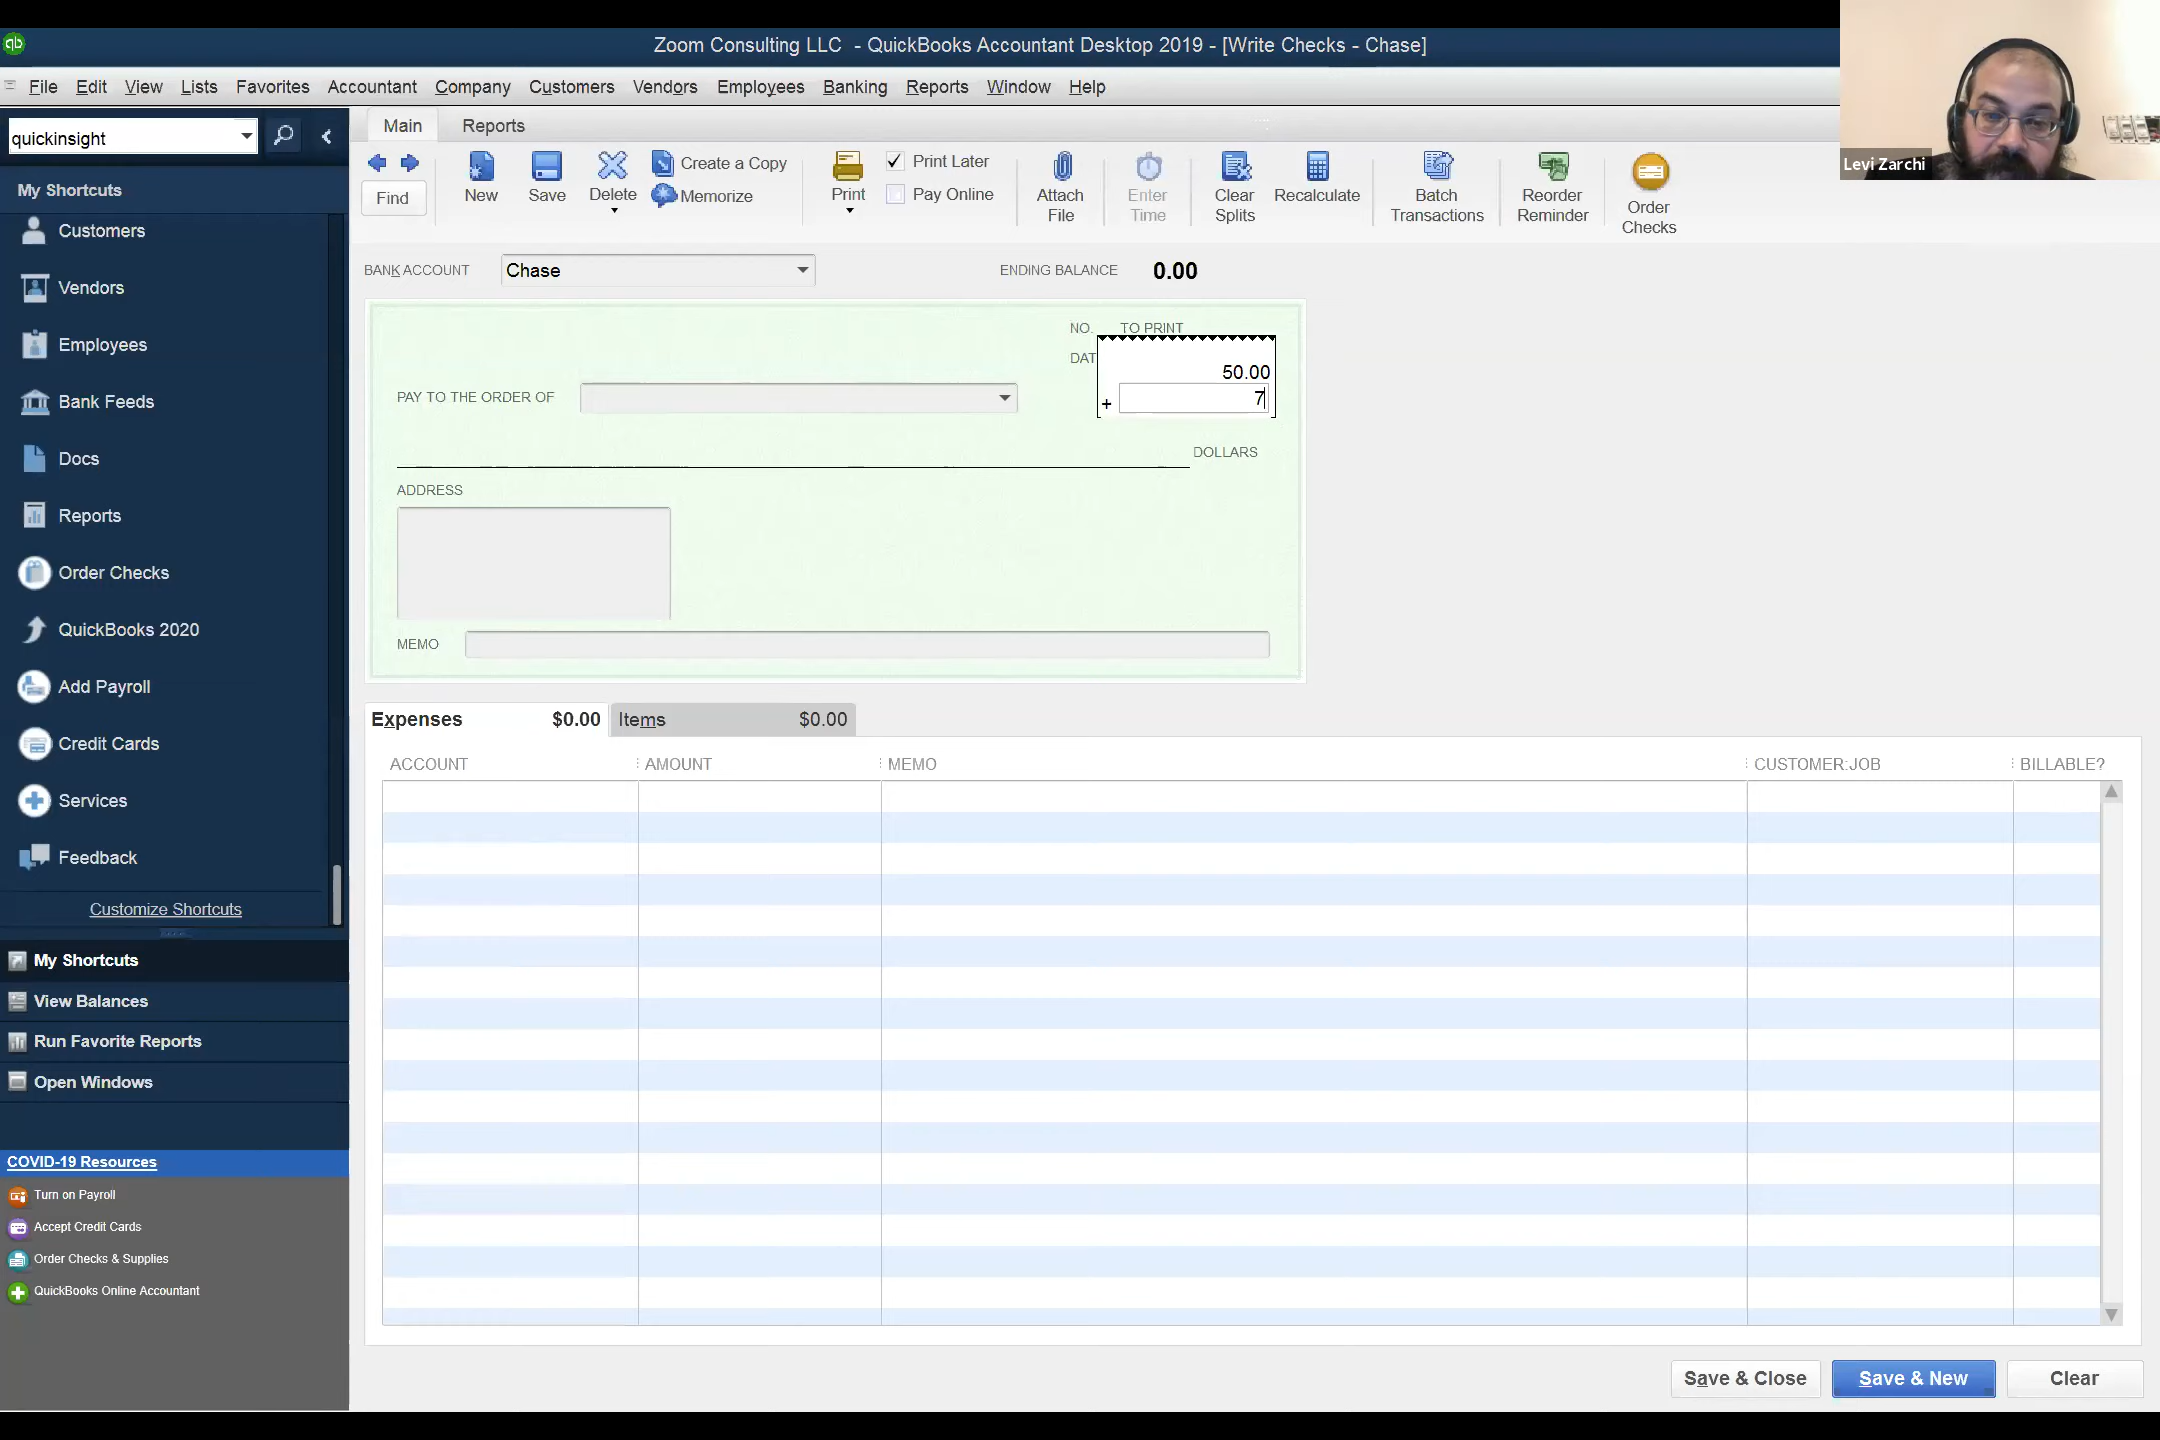 qb
Zoom Consulting LLC - QuickBooks Accountant Desktop 2019 - [Write Checks - Chase]
File Edit View Lists Favorites Accountant Company Customers Vendors Employees Banking Reports Window Help
quickinsight
Main Reports
Find
New
Save
Delete
Create a Copy
Memorize
Print
Print Later
Pay Online
Attach
File
Enter
Time
Clear
Splits
Recalculate
Batch
Transactions
Reorder
Reminder
Order
Checks
Levi Zarchi
My Shortcuts
Customers
Vendors
Employees
Bank Feeds
Docs
Reports
Order Checks
QuickBooks 2020
Add Payroll
Credit Cards
Services
Feedback
Customize Shortcuts
My Shortcuts
View Balances
Run Favorite Reports
Open Windows
COVID-19 Resources
Turn on Payroll
Accept Credit Cards
Order Checks & Supplies
QuickBooks Online Accountant
BANK ACCOUNT Chase ENDING BALANCE 0.00
NO. TO PRINT
DAT
50.00
PAY TO THE ORDER OF + 7
DOLLARS
ADDRESS
MEMO
Expenses $0.00 Items $0.00
ACCOUNT AMOUNT MEMO CUSTOMER:JOB BILLABLE?
Save & Close Save & New Clear